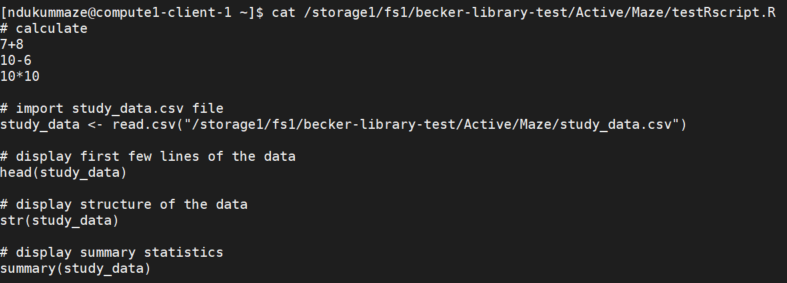 [ndukummaze@compute1-client-1 ~]$ cat /storage1/fs1/becker-library-test/Active/Maze/testRscript.R
# calculate
7+8
10-6
10*10
# import study_data.csv file
study_data <- read.csv("/storage1/fs1/becker-library-test/Active/Maze/study_data.csv")
# display first few lines of the data
head(study_data)
# display structure of the data
str(study_data)
# display summary statistics
summary(study_data)